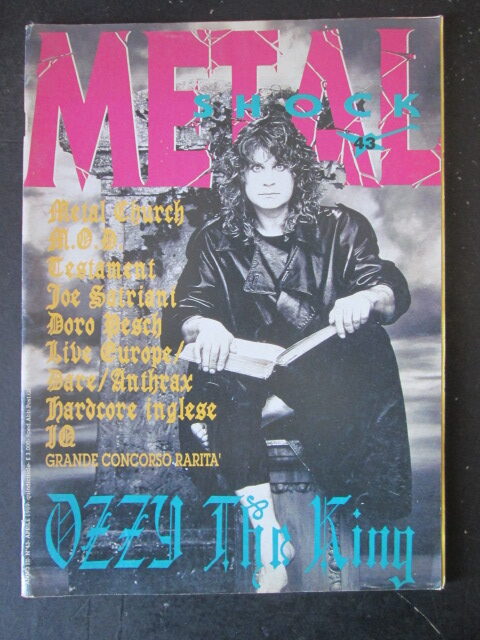 METAL
SHOCK
43
Metal Church
M.O.D.
Testament
Joe Satriani
Doro Pesch
Live Europe/
Dare/Anthrax
Hardcore inglese
IQ
GRANDE CONCORSO RARITA'
OZZY The King